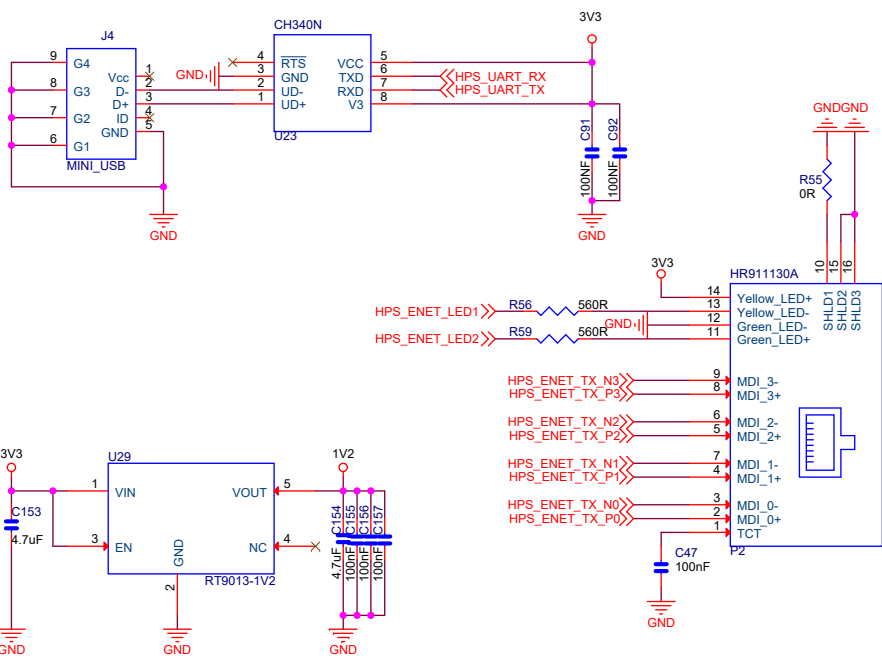 J4
9 G4
8 G3
7 G2
6 G1
Vcc 1
D- 2
D+ 3
ID 4
GND 5
MINI_USB
GND
CH340N
4 RTS
3 GND
2 UD-
1 UD+
VCC 5
TXD 6
RXD 7
V3 8
U23
GND
HPS_UART_RX
HPS_UART_TX
3V3
C91
100NF
C92
100NF
GND
GND GND
R55
0R
10 15 16
HR911130A
SHLD1
SHLD2
SHLD3
3V3
14 Yellow_LED+
13 Yellow_LED-
12 Green_LED-
11 Green_LED+
HPS_ENET_LED1 R56 560R
GND
HPS_ENET_LED2 R59 560R
HPS_ENET_TX_N3 9 MDI_3-
HPS_ENET_TX_P3 8 MDI_3+
HPS_ENET_TX_N2 6 MDI_2-
HPS_ENET_TX_P2 5 MDI_2+
HPS_ENET_TX_N1 7 MDI_1-
HPS_ENET_TX_P1 4 MDI_1+
HPS_ENET_TX_N0 3 MDI_0-
HPS_ENET_TX_P0 2 MDI_0+
1 TCT
P2
C47
100nF
GND
3V3
C153
4.7uF
GND
U29
1 VIN
3 EN
VOUT 5
NC 4
GND
2
RT9013-1V2
GND
1V2
C154
4.7uF
C155
100nF
C156
100nF
C157
100nF
GND